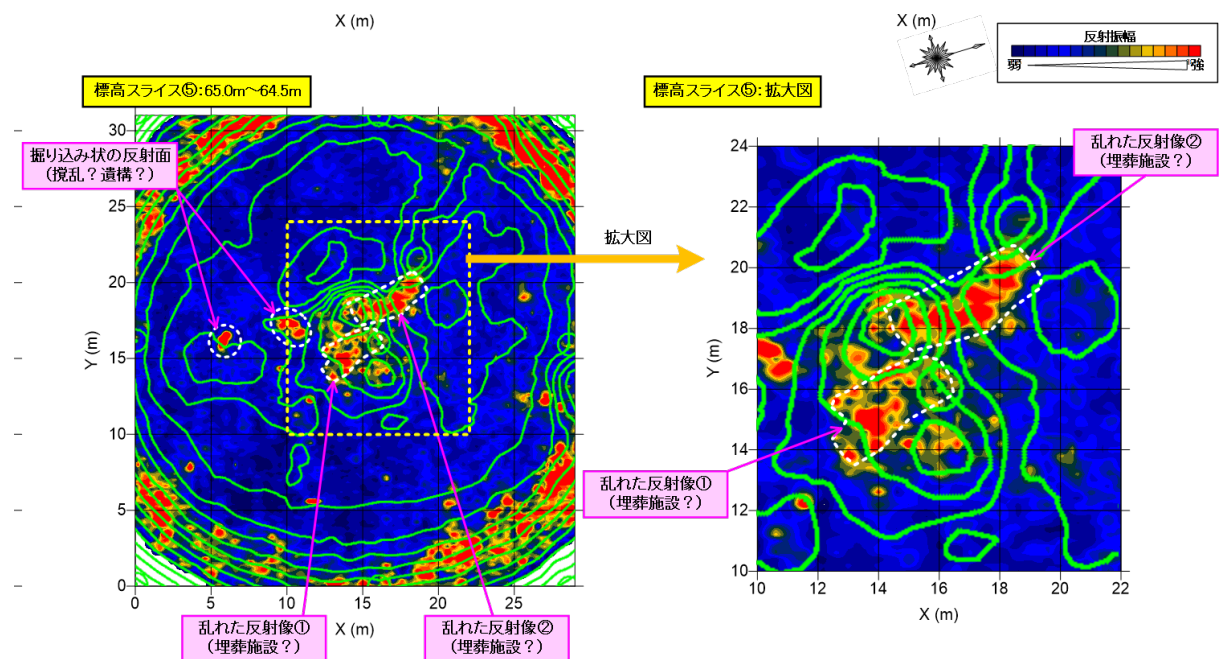 X (m)
X (m)
反射振幅
弱
強
標高スライス⑤:65.0m～64.5m
標高スライス⑤:拡大図
掘り込み状の反射面
(攪乱?遺構?)
乱れた反射像②
(埋葬施設?)
拡大図
30
25
20
15
10
5
0
Y (m)
0
5
10
15
20
25
X (m)
24
22
20
18
16
14
12
10
Y (m)
10
12
14
16
18
20
22
X (m)
乱れた反射像①
(埋葬施設?)
乱れた反射像①
(埋葬施設?)
乱れた反射像②
(埋葬施設?)